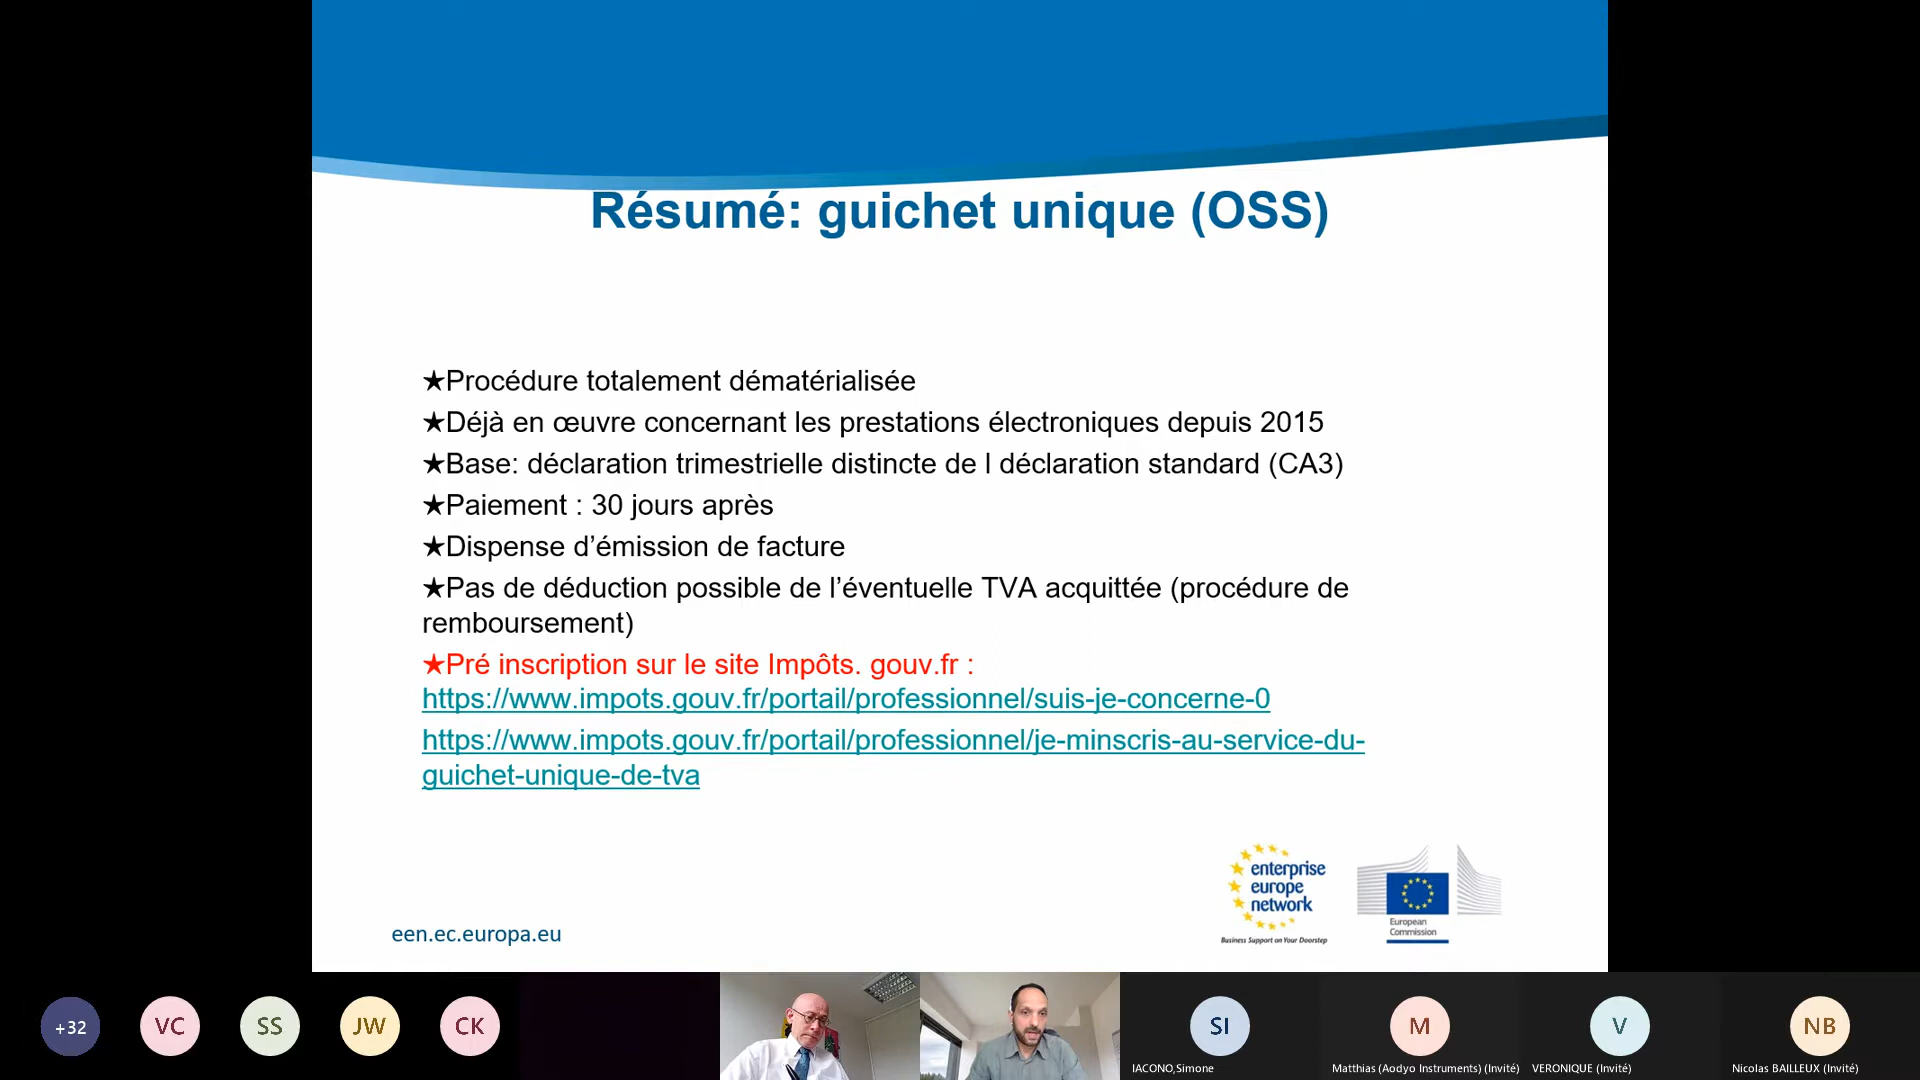 Résumé: guichet unique (OSS)
★Procédure totalement dématérialisée
★Déjà en œuvre concernant les prestations électroniques depuis 2015
★Base: déclaration trimestrielle distincte de l déclaration standard (CA3)
★Paiement : 30 jours après
★Dispense d’émission de facture
★Pas de déduction possible de l’éventuelle TVA acquittée (procédure de
remboursement)
★Pré inscription sur le site Impôts. gouv.fr :
https://www.impots.gouv.fr/portail/professionnel/suis-je-concerne-0
https://www.impots.gouv.fr/portail/professionnel/je-minscris-au-service-du-
guichet-unique-de-tva
enterprise
europe
network
Business Support on Your Doorstep
European
Commission
een.ec.europa.eu
+32
VC
SS
JW
CK
SI
M
V
NB
IACONO,Simone
Matthias (Aodyo Instruments) (Invité)
VERONIQUE (Invité)
Nicolas BAILLEUX (Invité)